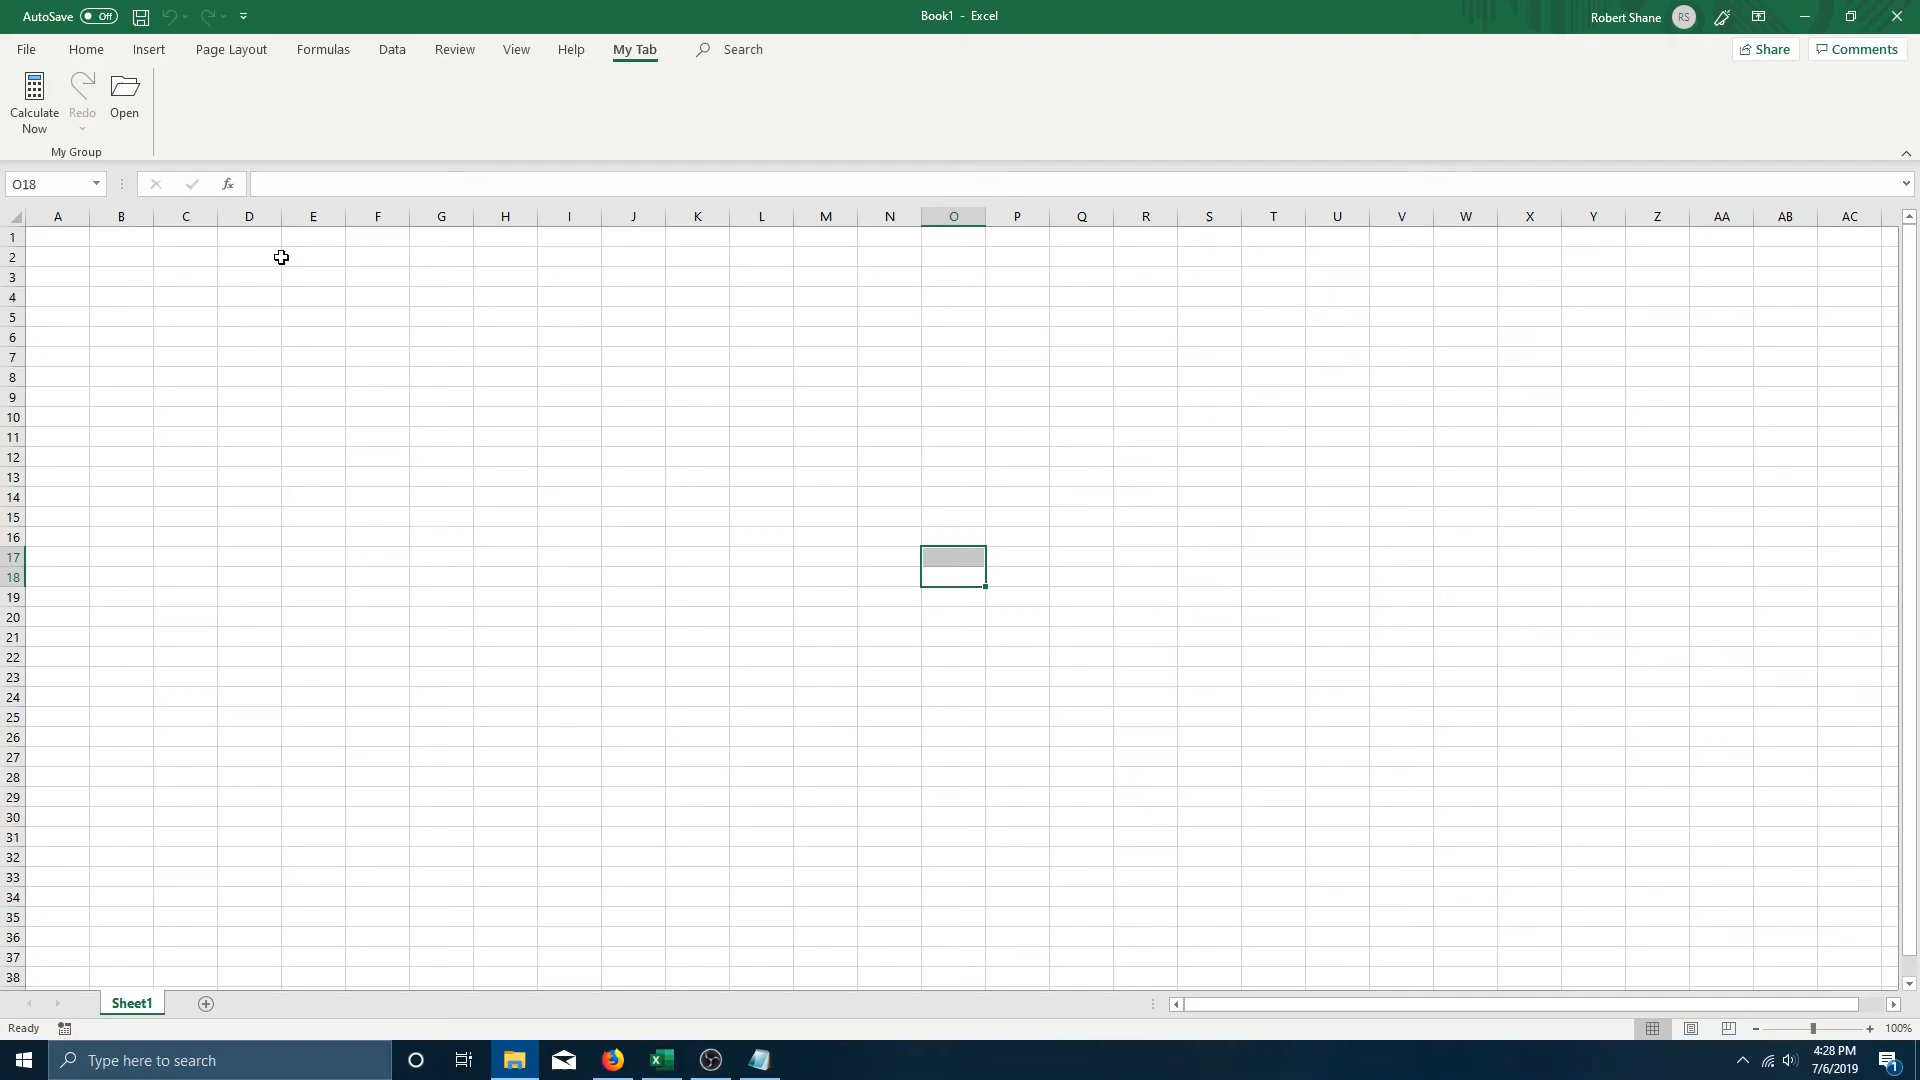 AutoSave Off
Book1 - Excel
Robert Shane RS
File Home Insert Page Layout Formulas Data Review View Help My Tab Search
Share Comments
Calculate Now
Redo
Open
My Group
O18
fx
A B C D E F G H I J K L M N O P Q R S T U V W X Y Z AA AB AC
1
2
3
4
5
6
7
8
9
10
11
12
13
14
15
16
17
18
19
20
21
22
23
24
25
26
27
28
29
30
31
32
33
34
35
36
37
38
Sheet1
Ready
100%
Type here to search
4:28 PM
7/6/2019
1